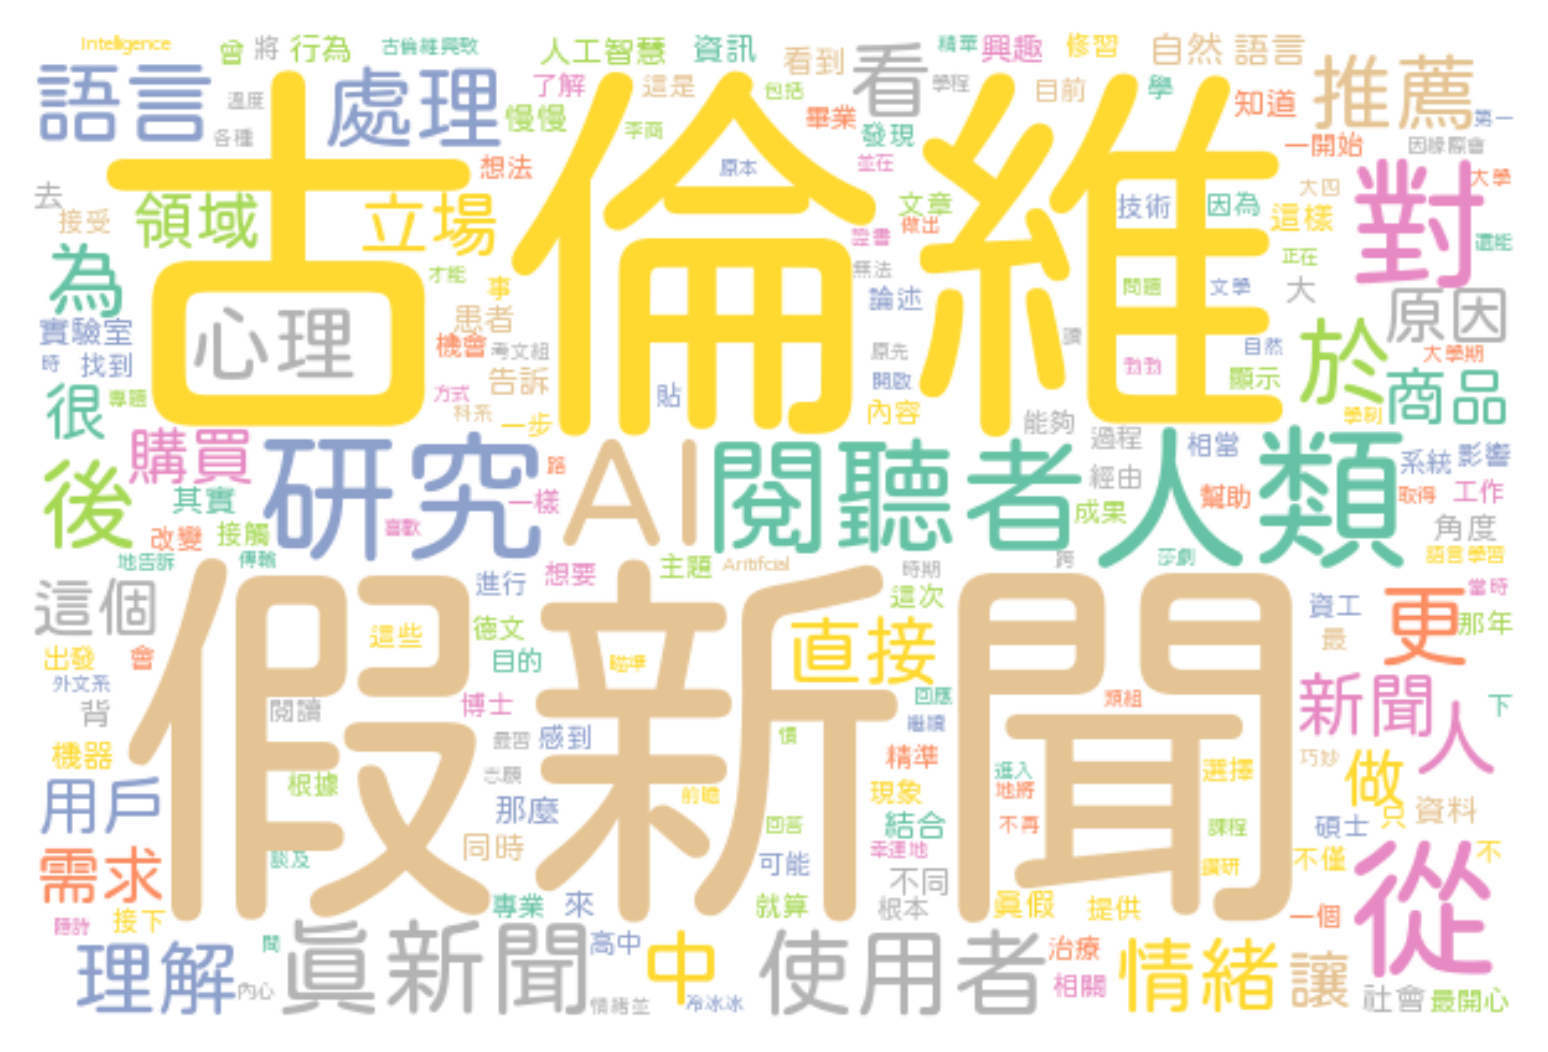 Intelligence
會
將
行為
古倫維興致
人工智慧
資訊
看到
看
精華
興趣
修習
自然
語言
語言
溫度
各種
處理
慢慢
了解
這是
李商
包括
畢業
發現
學程
目前
學
知道
推薦
第一
一開始
因緣際會
古倫維
想法
原本
並在
去
接受
領域
立場
文章
做出
技術
因為
這樣
大四
大學
對
還能
為
才能
事
證書
無法
論述
問題
文學
正在
大
原因
心理
患者
實驗室
時
找到
機會
考文組
告訴
原先
開啟
讀
自然
顯示
於
大學期
商品
很
專題
方式
科系
一步
貼
內容
能夠
學到
購買
研究
AI
閱聽者
人類
過程
經由
相當
系統
影響
後
其實
改變
接觸
路
一樣
喜歡
成果
幫助
取得
工作
角度
地告訴
傳輸
進行
想要
主題
Aritifcial
時期
跨
莎劇
語言學習
當時
這個
假新聞
這些
德文
目的
這次
直接
資工
最
更
那年
出發
會
外文系
背
閱讀
博士
感到
回應
繼續
類組
新聞
人
下
機器
根據
志願
那麼
前瞻
精準
現象
進入
地將
選擇
巧妙
做
只
資料
用戶
同時
回答
結合
不再
課程
碩士
需求
談及
可能
幸運地
不同
鑽研
不僅
不
從
接下
專業
來
就算
根本
真假
提供
一個
理解
內心
間
真新聞
高中
中
情緒並
冷冰冰
使用者
治療
相關
情緒
讓
社會
最開心